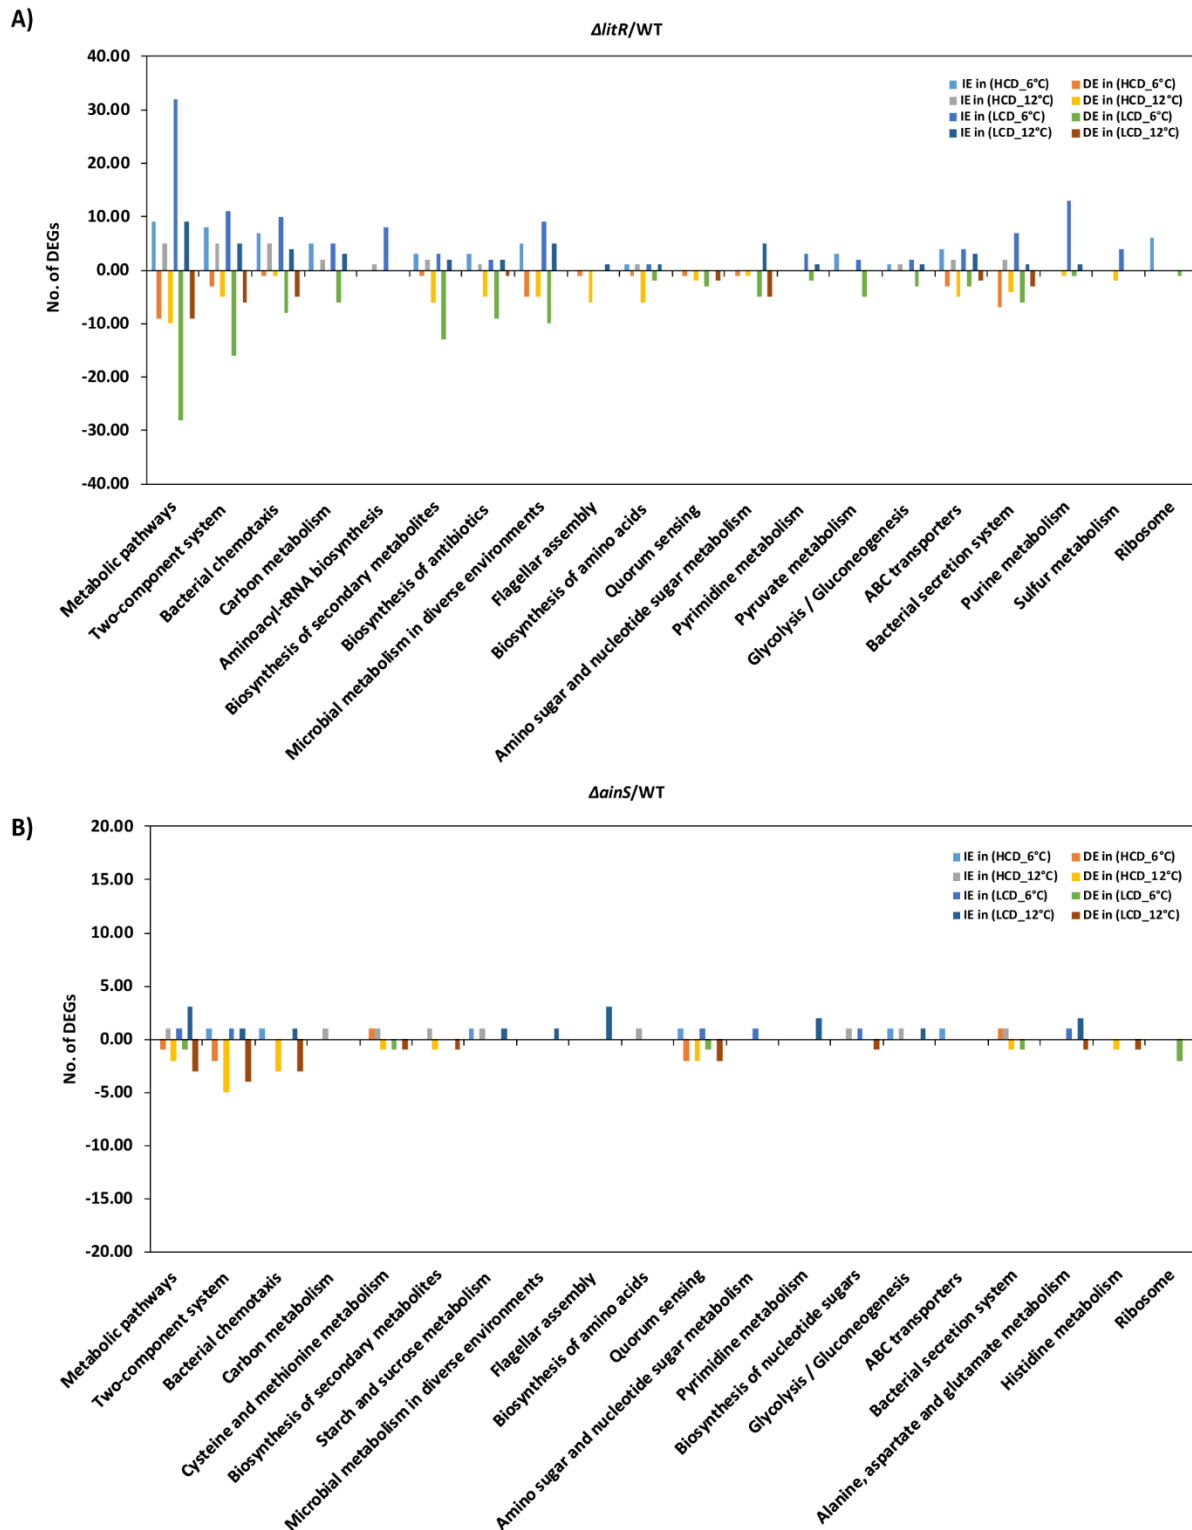 A)
ΔlitR/WT
40.00
30.00
20.00
10.00
0.00
-10.00
-20.00
-30.00
-40.00
No. of DEGs
IE in (HCD_6°C) DE in (HCD_6°C)
IE in (HCD_12°C) DE in (HCD_12°C)
IE in (LCD_6°C) DE in (LCD_6°C)
IE in (LCD_12°C) DE in (LCD_12°C)
Metabolic pathways
Two-component system
Bacterial chemotaxis
Carbon metabolism
Aminoacyl-tRNA biosynthesis
Biosynthesis of secondary metabolites
Biosynthesis of antibiotics
Microbial metabolism in diverse environments
Flagellar assembly
Biosynthesis of amino acids
Quorum sensing
Amino sugar and nucleotide sugar metabolism
Pyrimidine metabolism
Pyruvate metabolism
Glycolysis / Gluconeogenesis
ABC transporters
Bacterial secretion system
Purine metabolism
Sulfur metabolism
Ribosome
B)
ΔainS/WT
20.00
15.00
10.00
5.00
0.00
-5.00
-10.00
-15.00
-20.00
No. of DEGs
IE in (HCD_6°C) DE in (HCD_6°C)
IE in (HCD_12°C) DE in (HCD_12°C)
IE in (LCD_6°C) DE in (LCD_6°C)
IE in (LCD_12°C) DE in (LCD_12°C)
Metabolic pathways
Two-component system
Bacterial chemotaxis
Carbon metabolism
Cysteine and methionine metabolism
Biosynthesis of secondary metabolites
Starch and sucrose metabolism
Microbial metabolism in diverse environments
Flagellar assembly
Biosynthesis of amino acids
Quorum sensing
Amino sugar and nucleotide sugar metabolism
Pyrimidine metabolism
Biosynthesis of nucleotide sugars
Glycolysis / Gluconeogenesis
ABC transporters
Bacterial secretion system
Alanine, aspartate and glutamate metabolism
Histidine metabolism
Ribosome